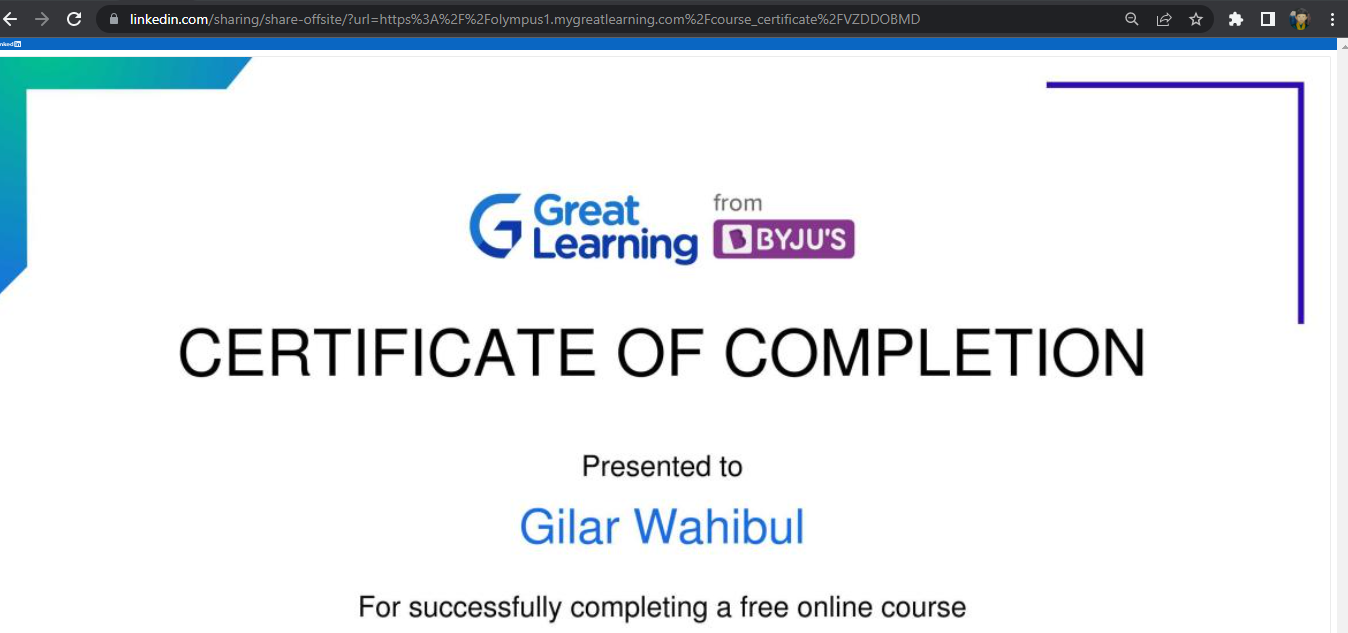 linkedin.com/sharing/share-offsite/?url=https%3A%2F%2Folympus1.mygreatlearning.com%2Fcourse_certificate%2FVZDDOBMD
nked in
Great Learning
from
BYJU'S
CERTIFICATE OF COMPLETION
Presented to
Gilar Wahibul
For successfully completing a free online course